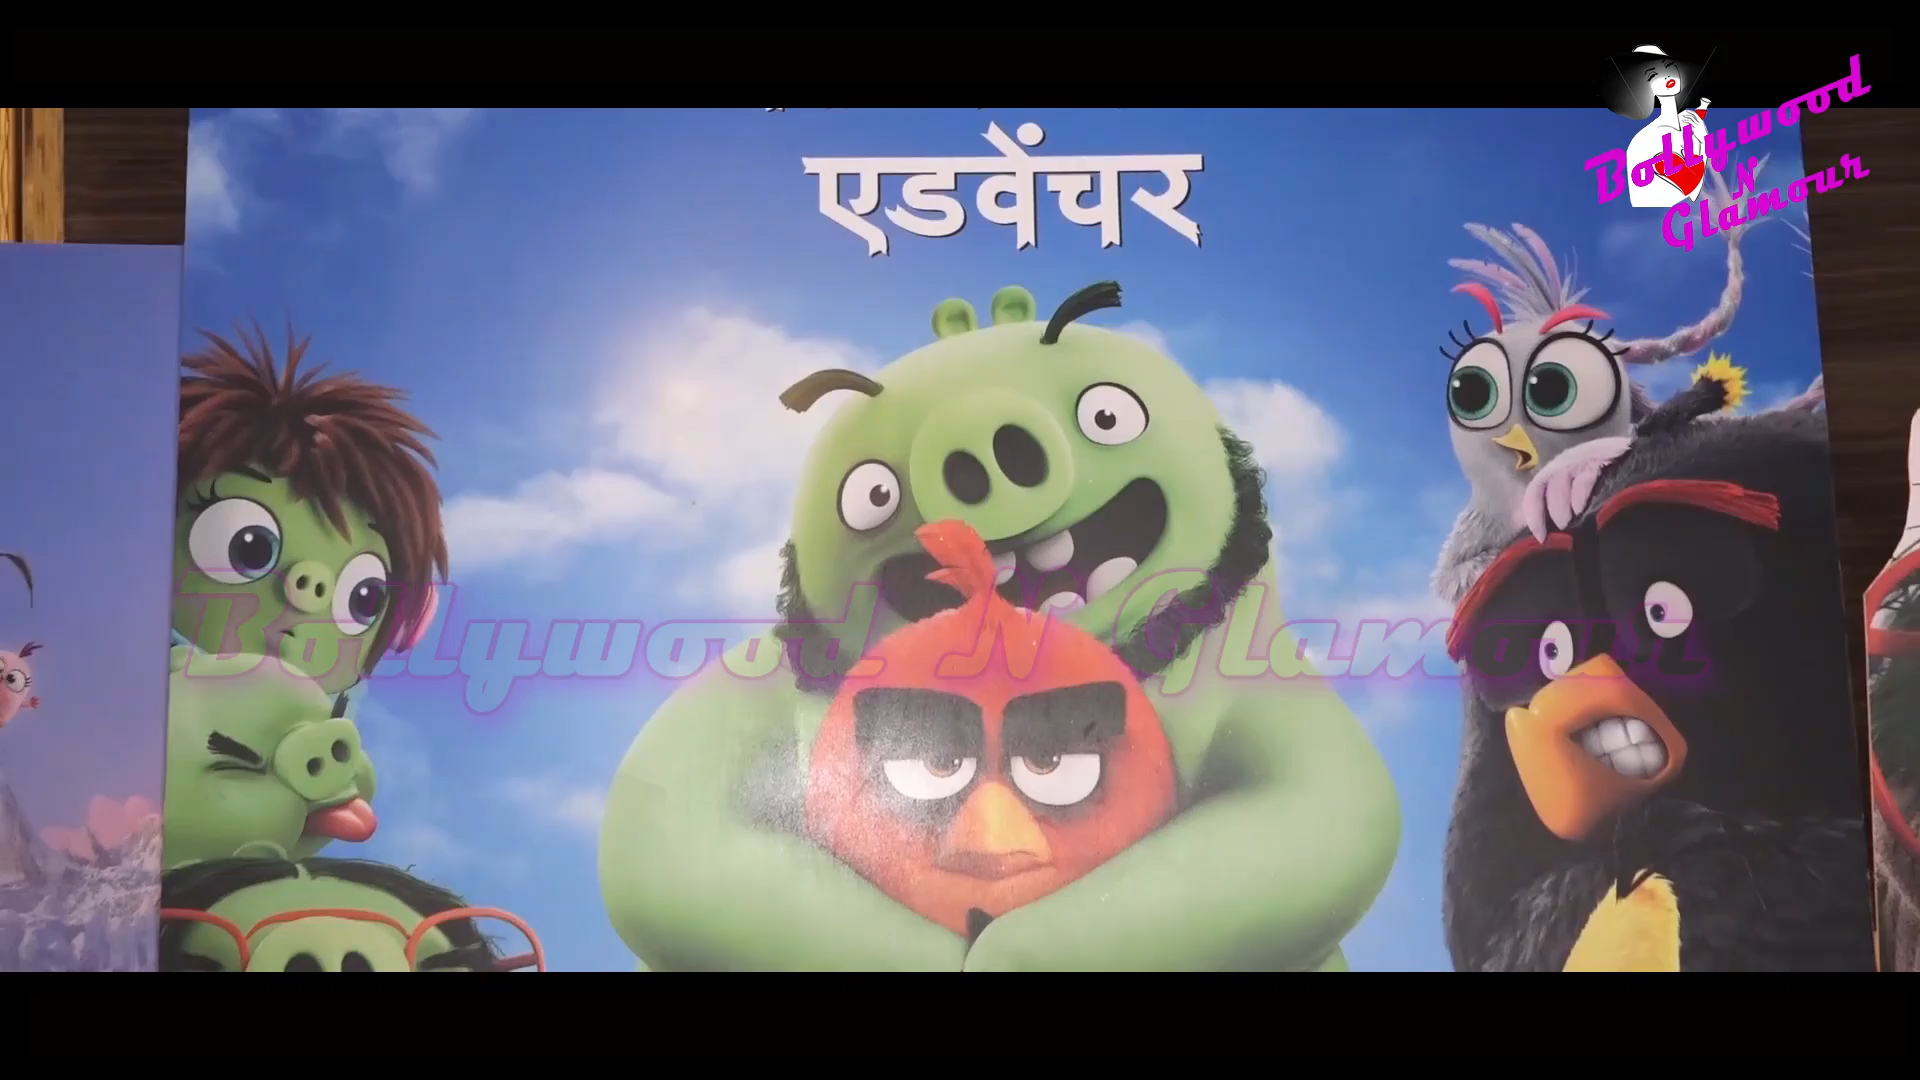 एडवेंचर
Bollywood
N
Glamour
Bollywood N Glamour